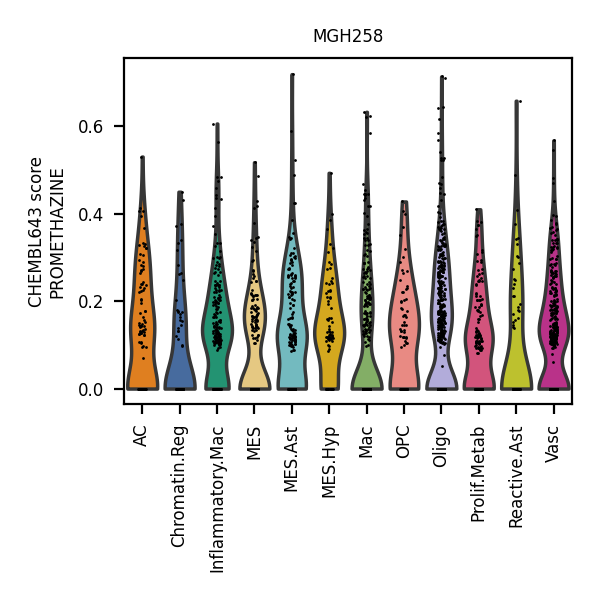 MGH258
CHEMBL643 score
PROMETHAZINE
0.6
0.4
0.2
0.0
AC
Chromatin.Reg
Inflammatory.Mac
MES
MES.Ast
MES.Hyp
Mac
OPC
Oligo
Prolif.Metab
Reactive.Ast
Vasc